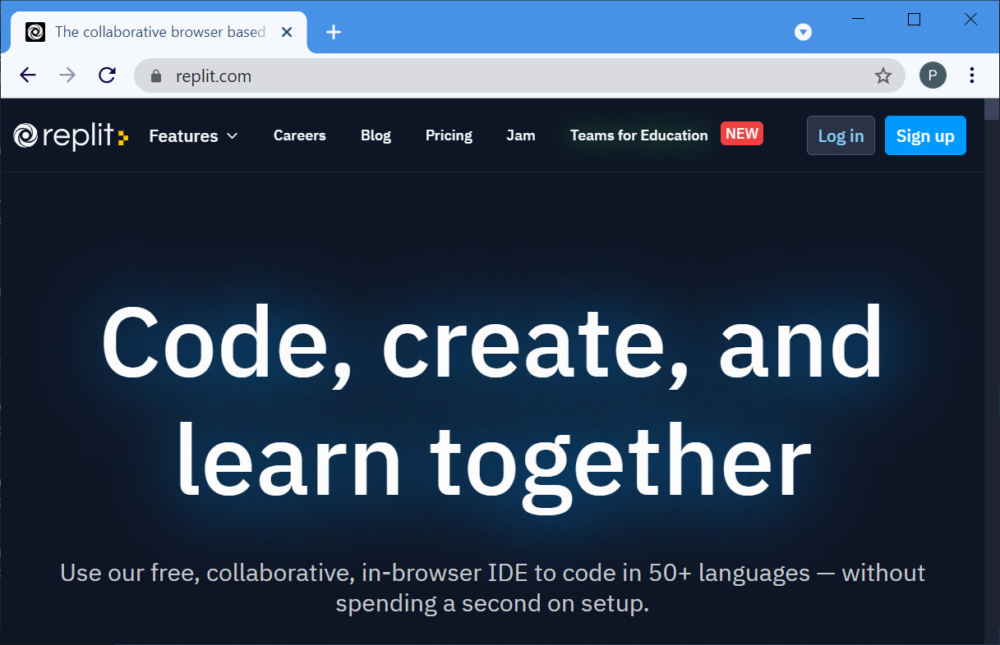 The collaborative browser based
replit.com
P
replit
Features
Careers
Blog
Pricing
Jam
Teams for Education
NEW
Log in
Sign up
Code, create, and
learn together
Use our free, collaborative, in-browser IDE to code in 50+ languages — without
spending a second on setup.